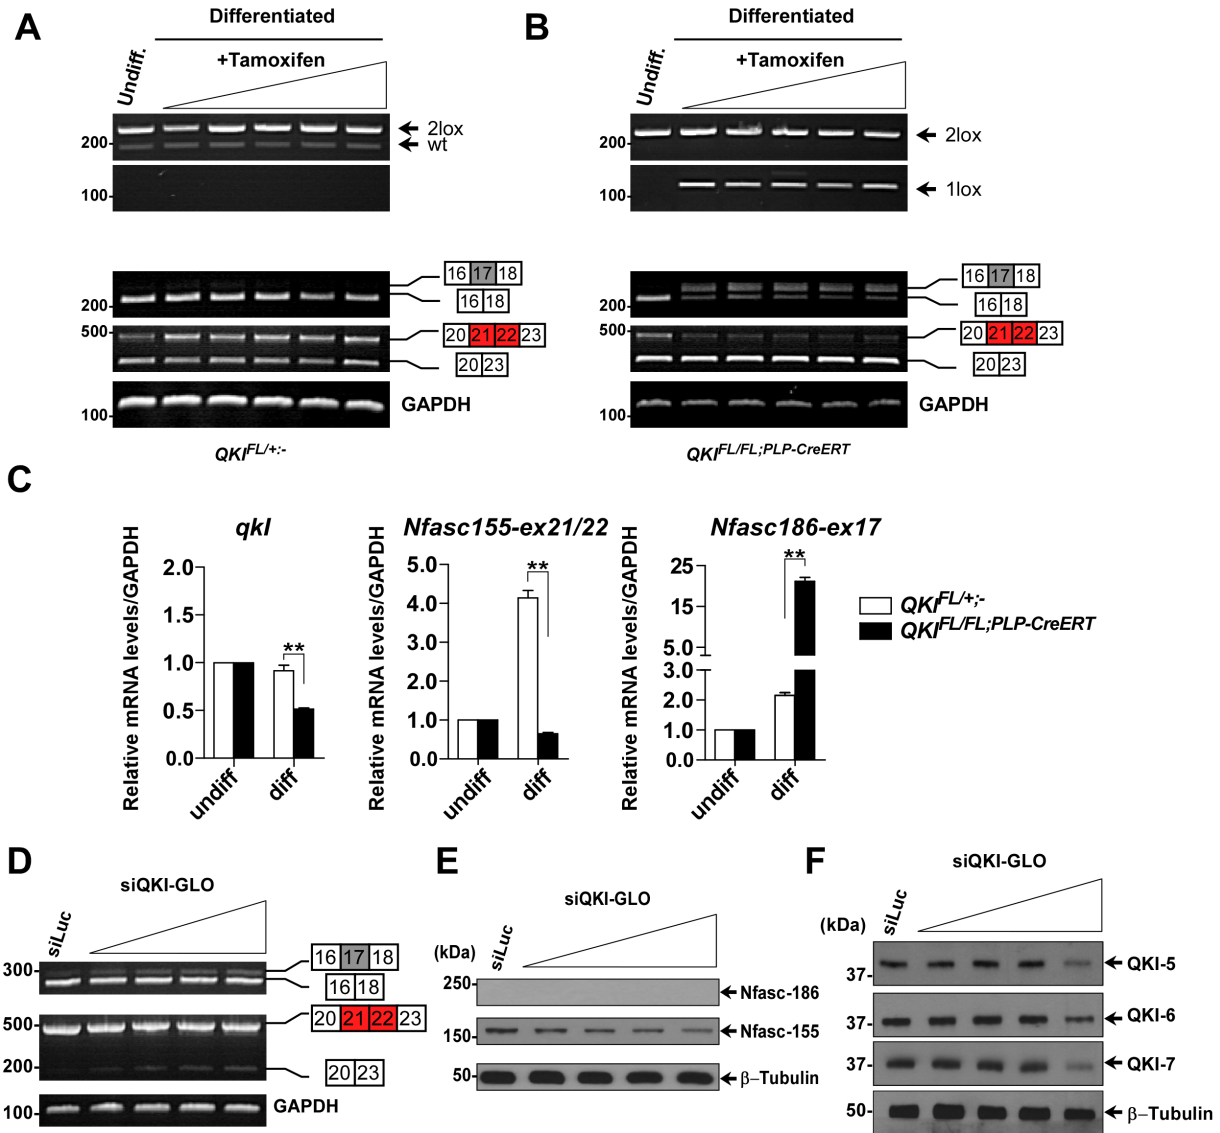 A
Differentiated
Undiff.
+Tamoxifen
200
2lox
wt
100
16 17 18
16 18
200
500
20 21 22 23
20 23
100
GAPDH
QKI^FL/+;-
B
Differentiated
Undiff.
+Tamoxifen
200
2lox
1lox
100
16 17 18
16 18
200
500
20 21 22 23
20 23
100
GAPDH
QKI^FL/FL;PLP-CreERT
C
qkI
Relative mRNA levels/GAPDH
2.0
1.0
0.5
0.0
**
undiff
diff
Nfasc155-ex21/22
Relative mRNA levels/GAPDH
5.0
4.0
3.0
2.0
1.0
0.0
**
undiff
diff
Nfasc186-ex17
Relative mRNA levels/GAPDH
25
15
5.0
3.0
2.0
1.0
0.0
**
undiff
diff
QKI^FL/+;-
QKI^FL/FL;PLP-CreERT
D
siQKI-GLO
siLuc
300
16 17 18
16 18
500
20 21 22 23
200
20 23
100
GAPDH
E
siQKI-GLO
siLuc
(kDa)
250
Nfasc-186
150
Nfasc-155
50
β–Tubulin
F
siQKI-GLO
siLuc
(kDa)
37
QKI-5
37
QKI-6
37
QKI-7
50
β–Tubulin